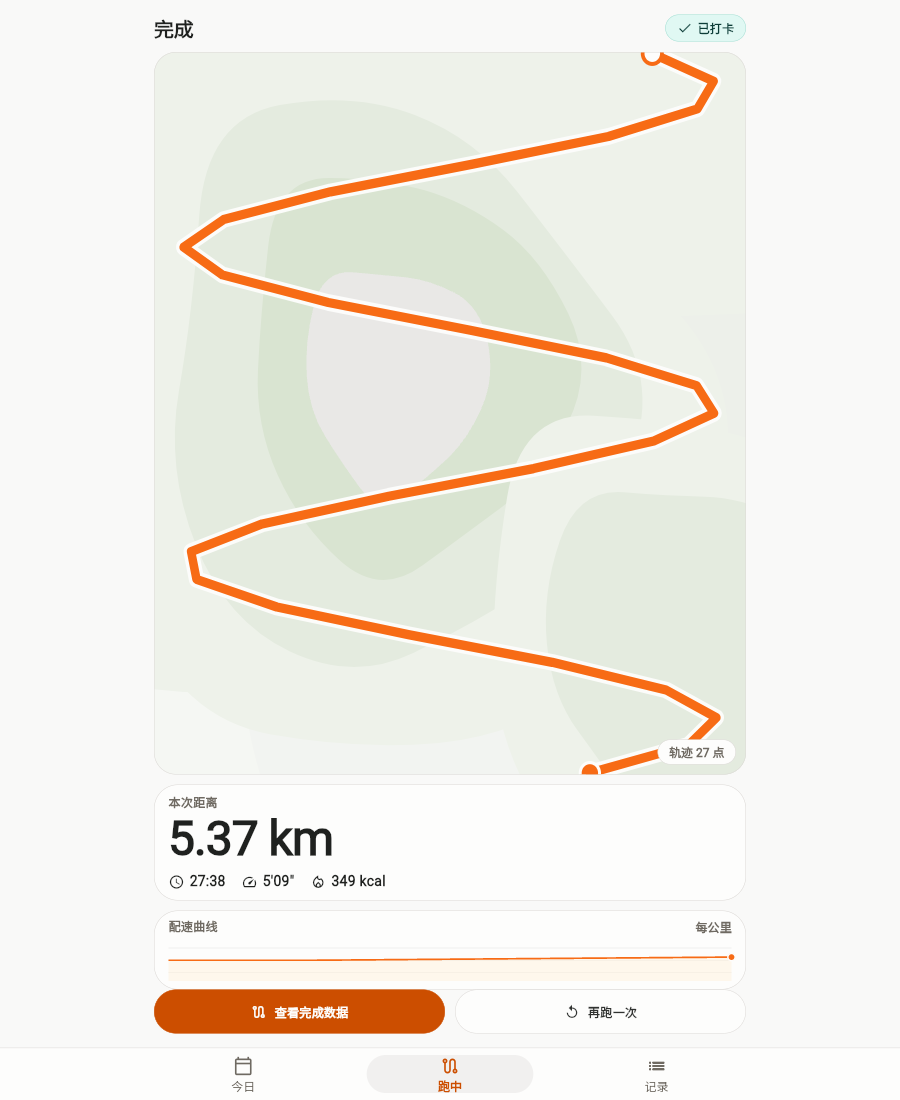 完成
已打卡
轨迹 27 点
本次距离
5.37 km
27:38 5'09" 349 kcal
配速曲线 每公里
查看完成数据 再跑一次
今日 跑中 记录